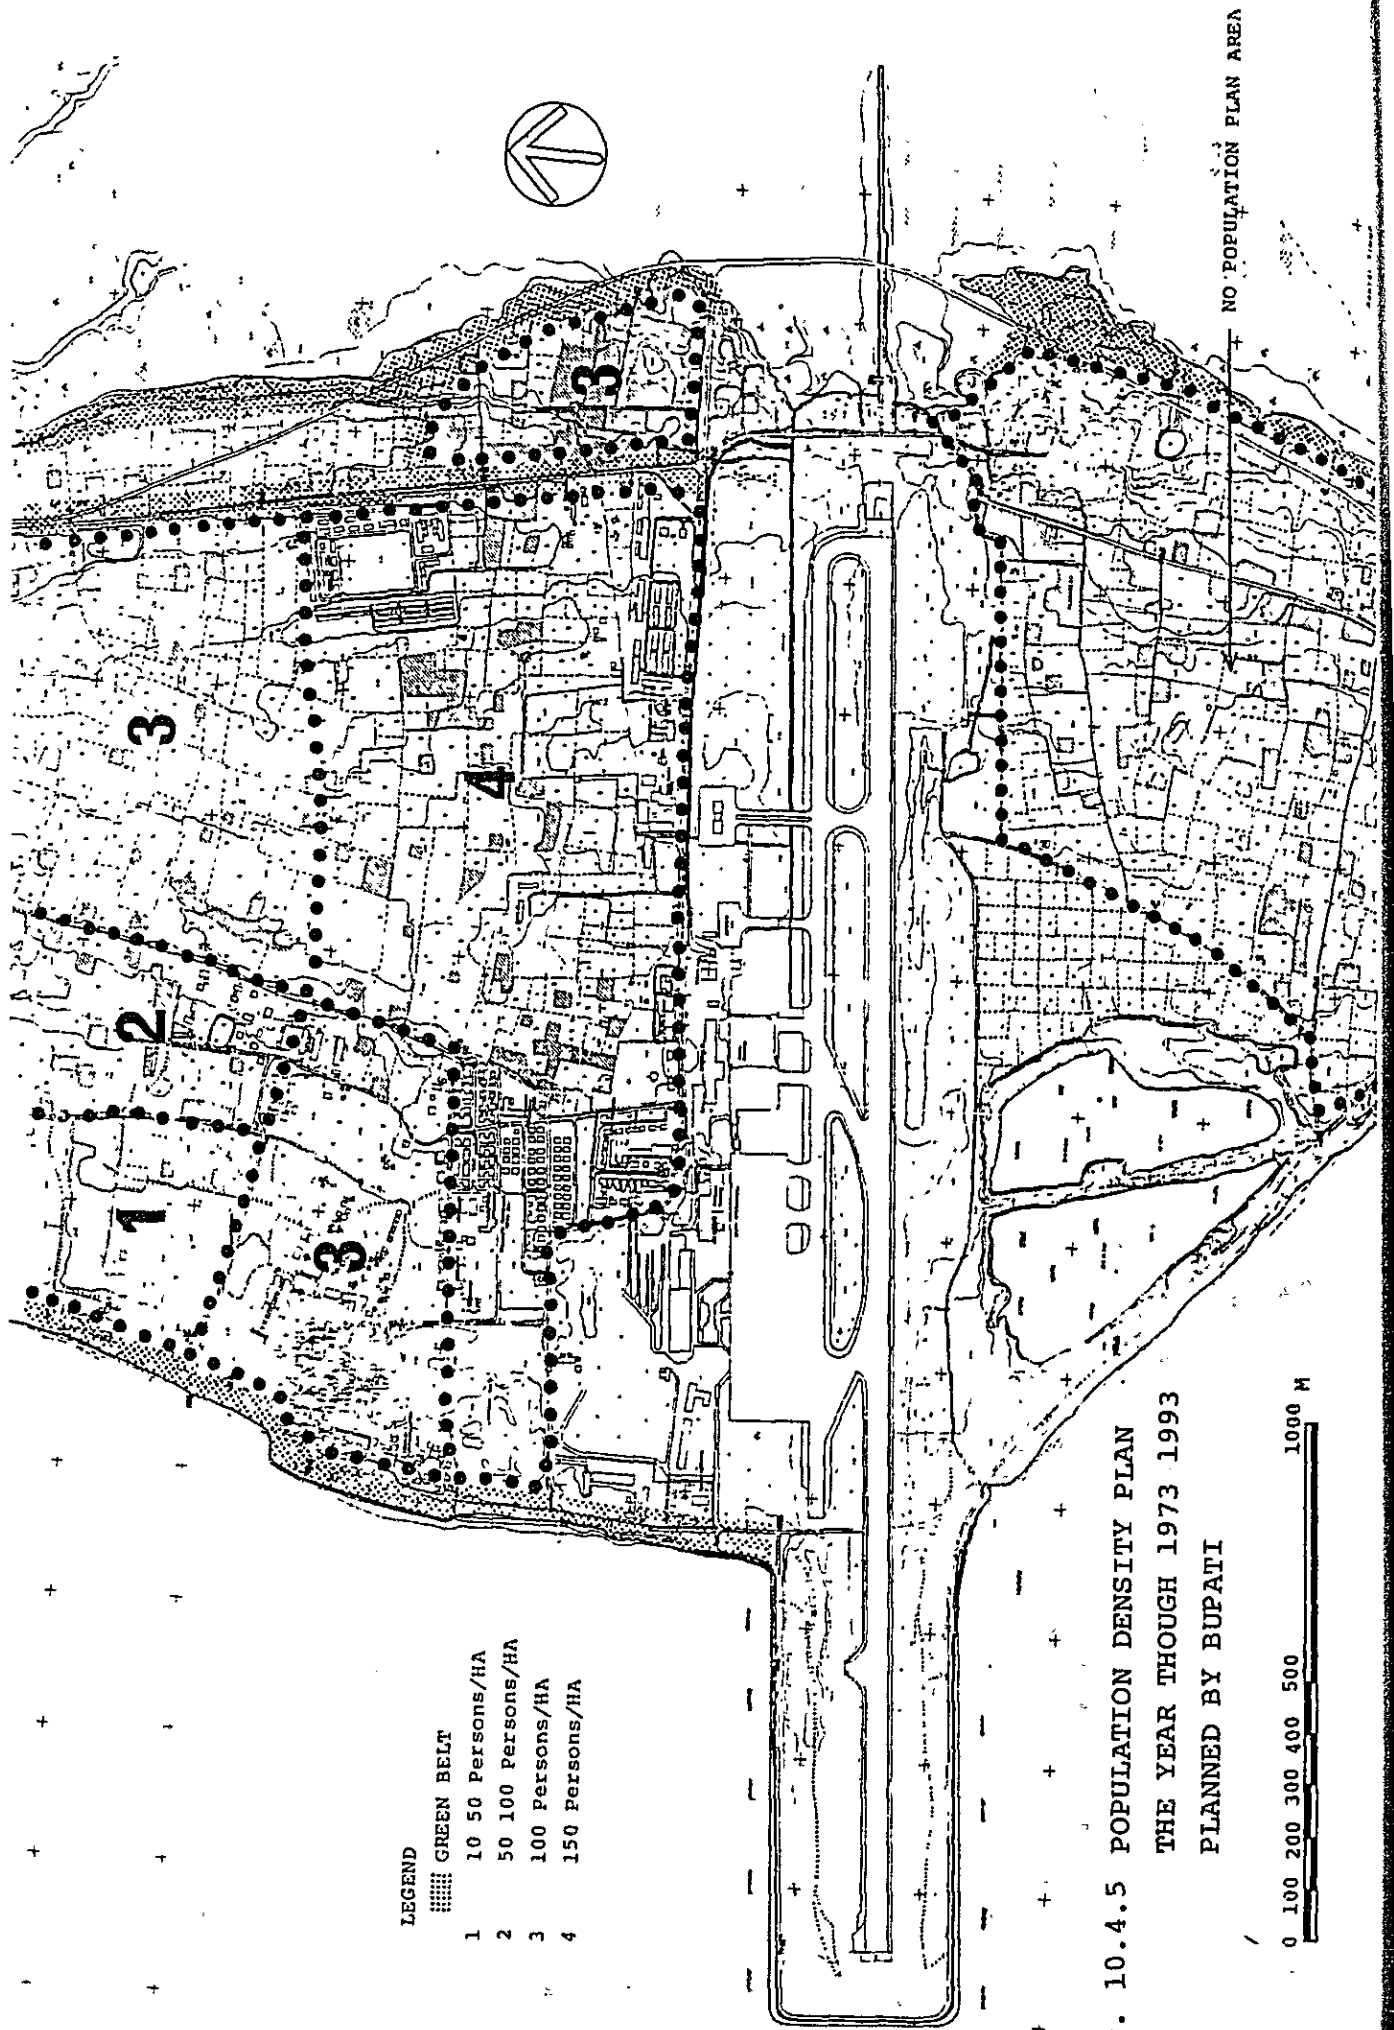 NO POPULATION PLAN AREA
3
3
4
2
1
3
LEGEND
GREEN BELT
1 10 50 Persons/HA
2 50 100 Persons/HA
3 100 Persons/HA
4 150 Persons/HA
. 10.4.5 POPULATION DENSITY PLAN
THE YEAR THOUGH 1973 1993
PLANNED BY BUPATI
0 100 200 300 400 500 1000 M